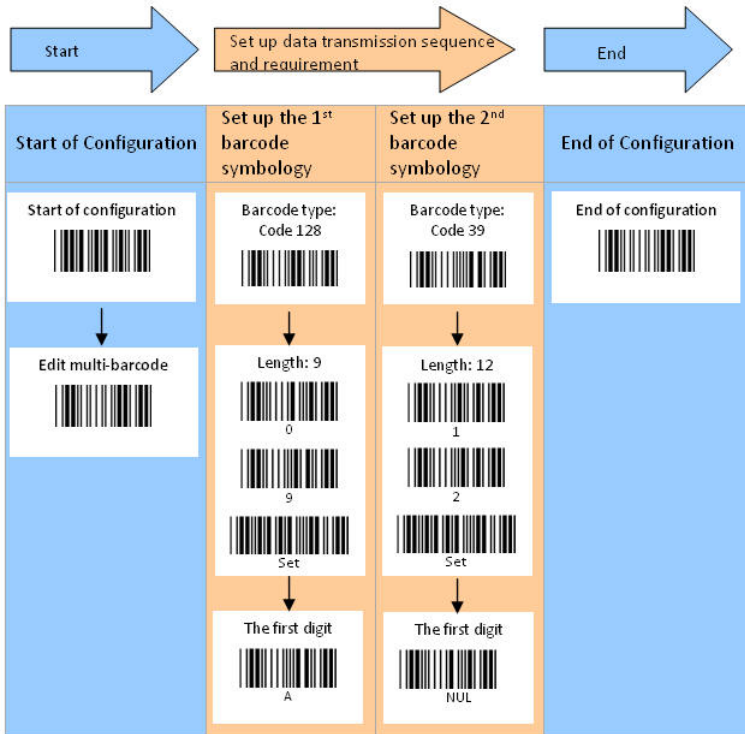 Start
Set up data transmission sequence
and requirement
End
Start of Configuration
Set up the 1st
barcode
symbology
Set up the 2nd
barcode
symbology
End of Configuration
Start of configuration
Edit multi-barcode
Barcode type:
Code 128
Length: 9
0
9
Set
The first digit
A
Barcode type:
Code 39
Length: 12
1
2
Set
The first digit
NUL
End of configuration